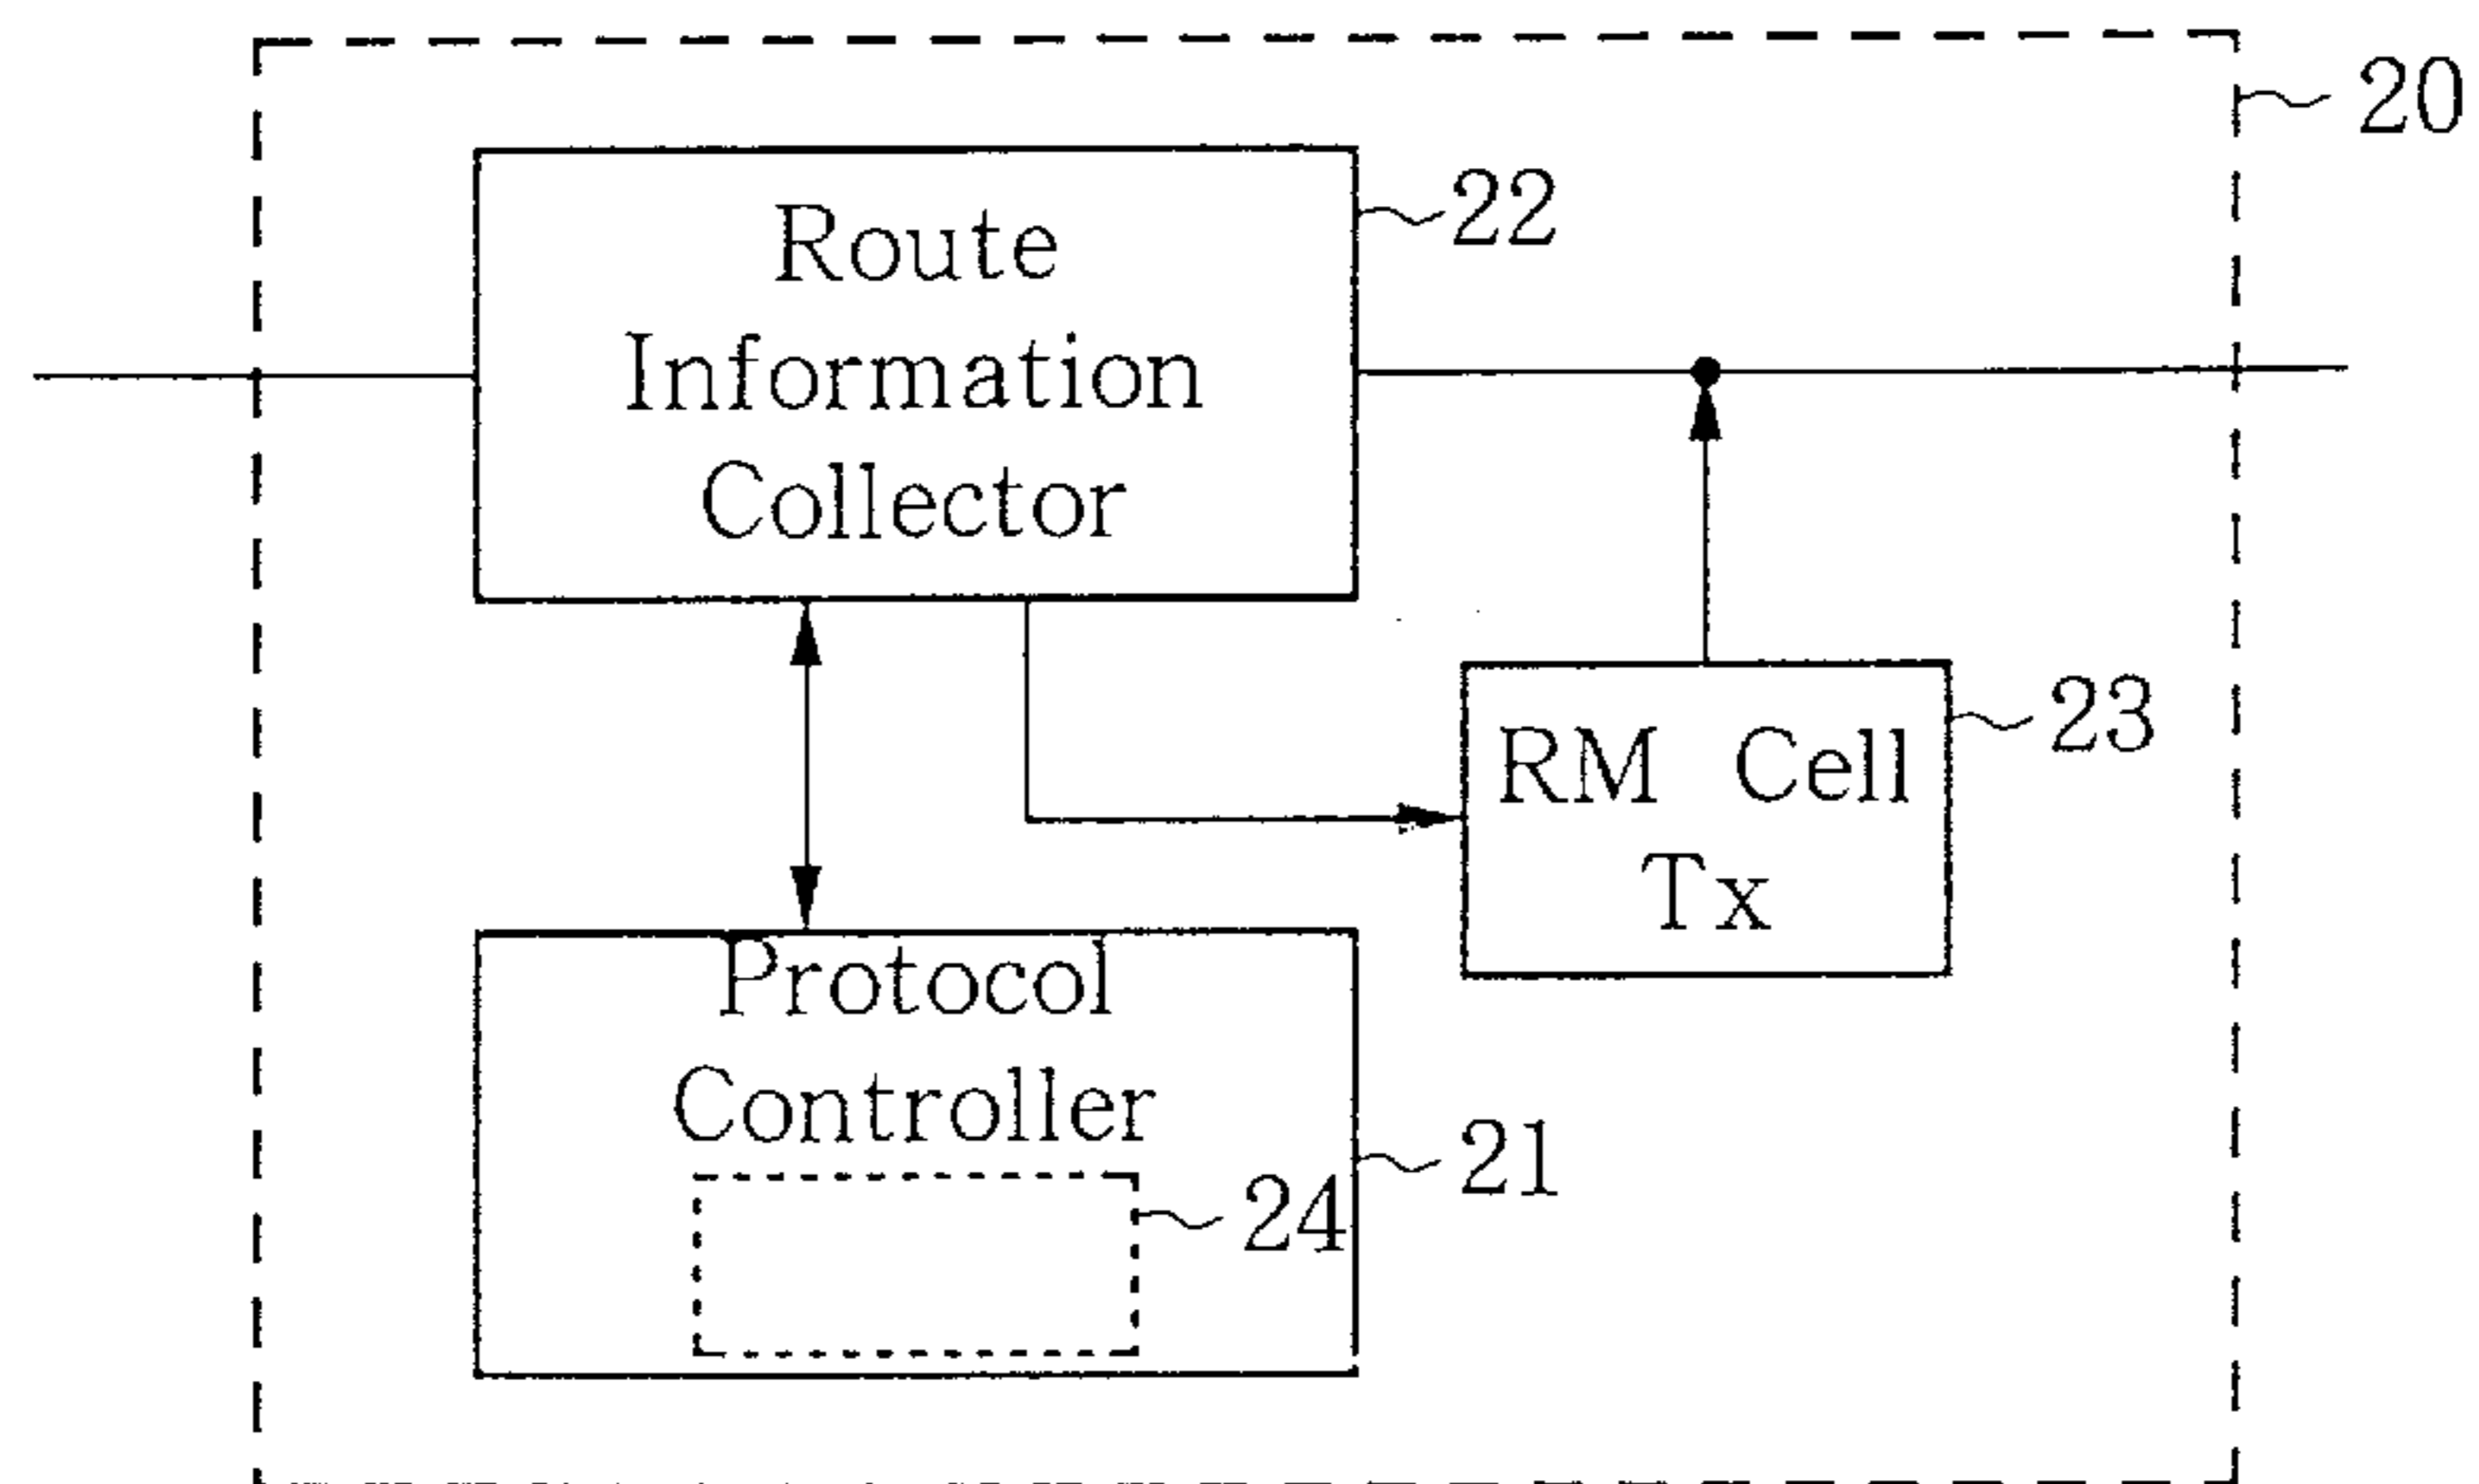 20
22
Route
Information
Collector
23
RM Cell
Tx
Protocol
Controller
21
24